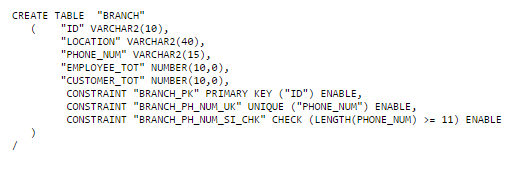 CREATE TABLE  "BRANCH"
   (    "ID" VARCHAR2(10),
        "LOCATION" VARCHAR2(40),
        "PHONE_NUM" VARCHAR2(15),
        "EMPLOYEE_TOT" NUMBER(10,0),
        "CUSTOMER_TOT" NUMBER(10,0),
         CONSTRAINT "BRANCH_PK" PRIMARY KEY ("ID") ENABLE,
         CONSTRAINT "BRANCH_PH_NUM_UK" UNIQUE ("PHONE_NUM") ENABLE,
         CONSTRAINT "BRANCH_PH_NUM_SI_CHK" CHECK (LENGTH(PHONE_NUM) >= 11) ENABLE
   )
/